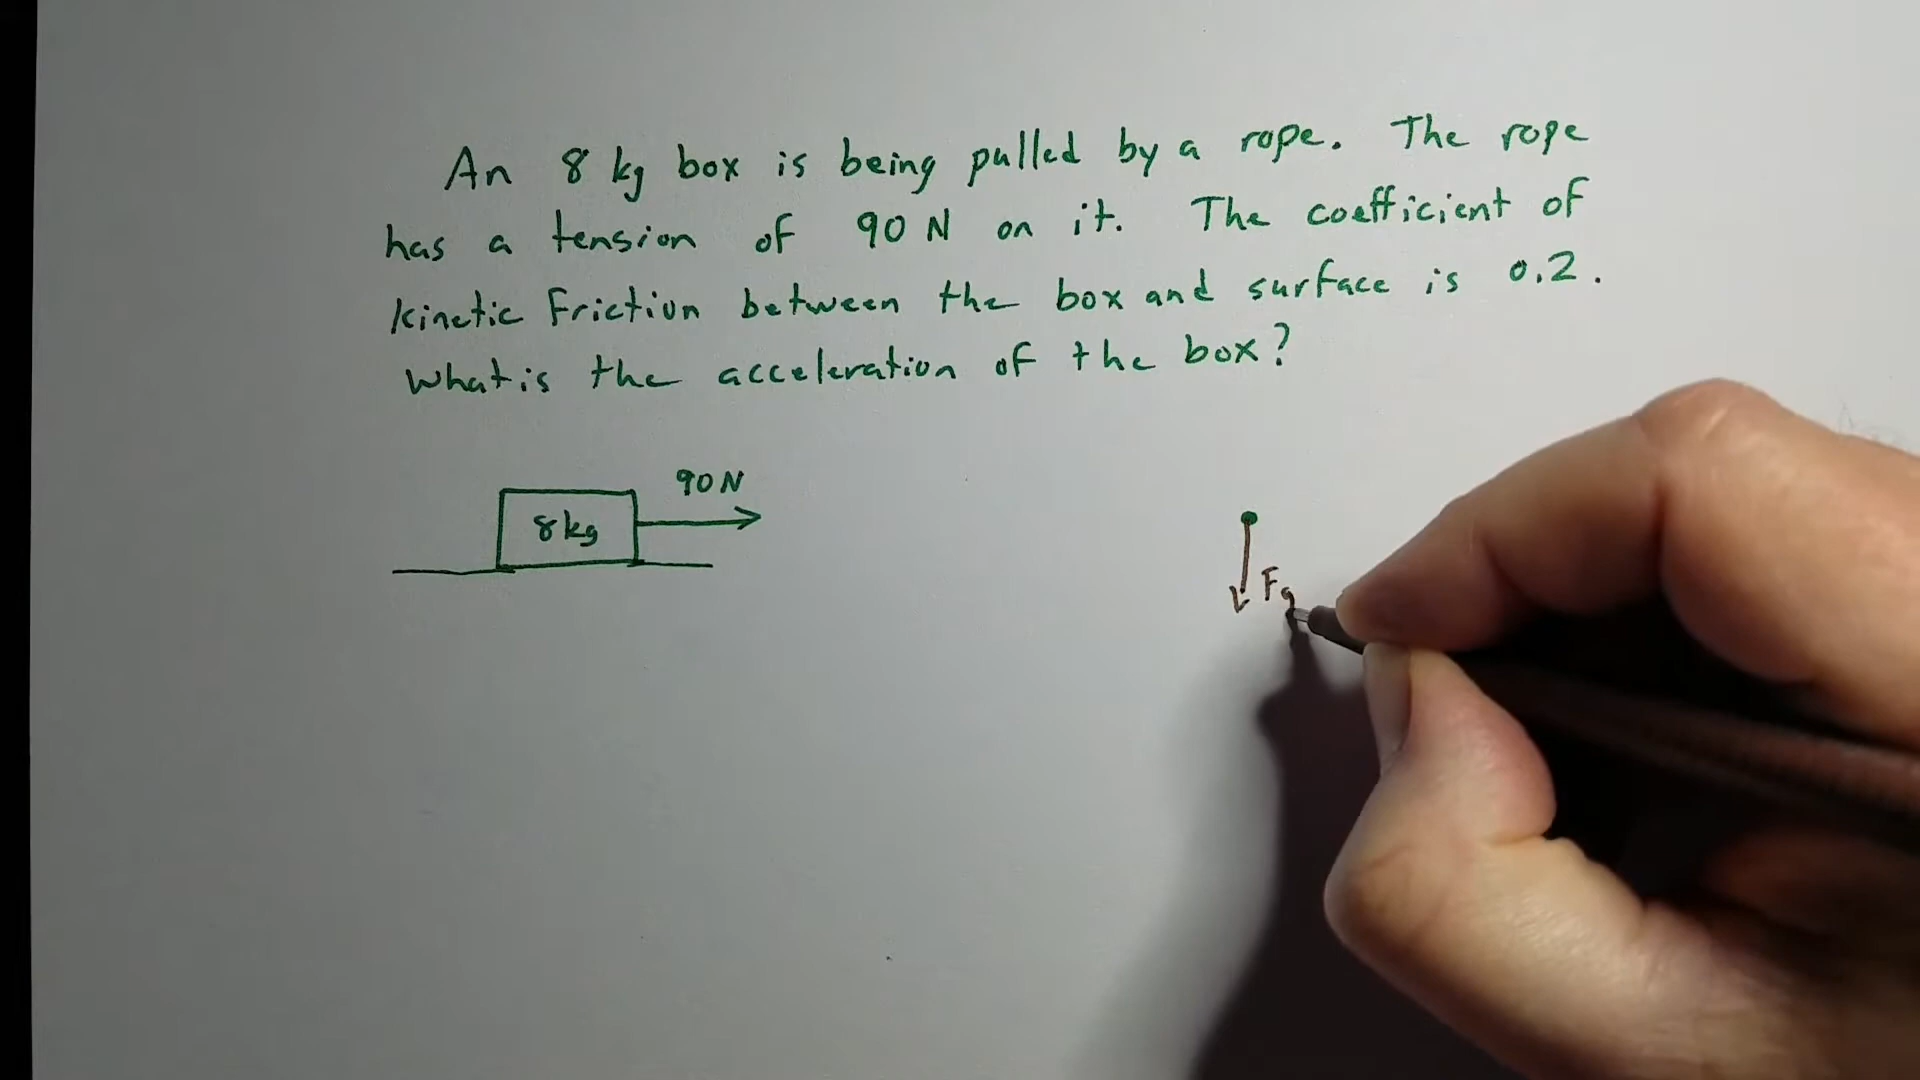 An 8 kg box is being pulled by a rope. The rope
has a tension of 90 N on it. The coefficient of
kinetic friction between the box and surface is 0.2.
What is the acceleration of the box?
90 N
8 kg
Fg